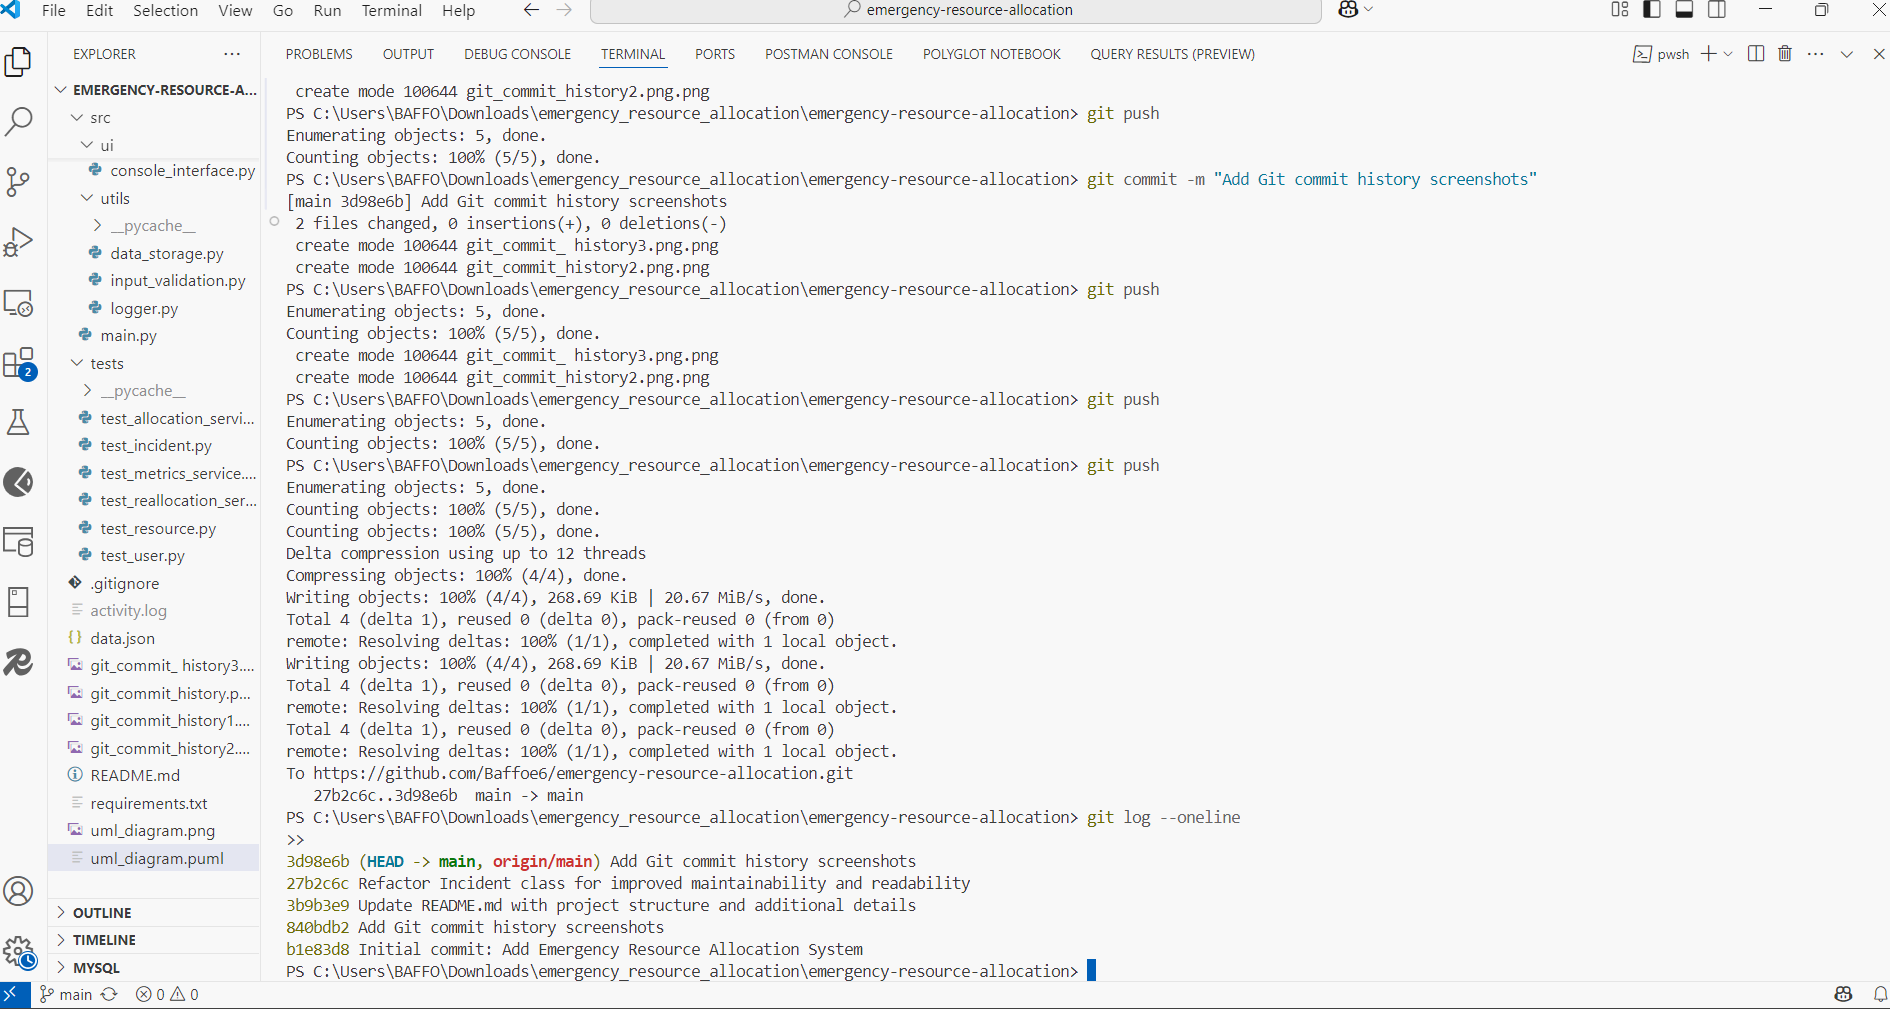 File Edit Selection View Go Run Terminal Help
emergency-resource-allocation
EXPLORER
EMERGENCY-RESOURCE-A...
src
ui
console_interface.py
utils
__pycache__
data_storage.py
input_validation.py
logger.py
main.py
tests
__pycache__
test_allocation_servi...
test_incident.py
test_metrics_service....
test_reallocation_ser...
test_resource.py
test_user.py
.gitignore
activity.log
data.json
git_commit_ history3....
git_commit_history.p...
git_commit_history1....
git_commit_history2....
README.md
requirements.txt
uml_diagram.png
uml_diagram.puml
OUTLINE
TIMELINE
MYSQL
2
PROBLEMS OUTPUT DEBUG CONSOLE TERMINAL PORTS POSTMAN CONSOLE POLYGLOT NOTEBOOK QUERY RESULTS (PREVIEW)
pwsh
create mode 100644 git_commit_history2.png.png
PS C:\Users\BAFFO\Downloads\emergency_resource_allocation\emergency-resource-allocation> git push
Enumerating objects: 5, done.
Counting objects: 100% (5/5), done.
PS C:\Users\BAFFO\Downloads\emergency_resource_allocation\emergency-resource-allocation> git commit -m "Add Git commit history screenshots"
[main 3d98e6b] Add Git commit history screenshots
2 files changed, 0 insertions(+), 0 deletions(-)
create mode 100644 git_commit_ history3.png.png
create mode 100644 git_commit_history2.png.png
PS C:\Users\BAFFO\Downloads\emergency_resource_allocation\emergency-resource-allocation> git push
Enumerating objects: 5, done.
Counting objects: 100% (5/5), done.
create mode 100644 git_commit_ history3.png.png
create mode 100644 git_commit_history2.png.png
PS C:\Users\BAFFO\Downloads\emergency_resource_allocation\emergency-resource-allocation> git push
Enumerating objects: 5, done.
Counting objects: 100% (5/5), done.
PS C:\Users\BAFFO\Downloads\emergency_resource_allocation\emergency-resource-allocation> git push
Enumerating objects: 5, done.
Counting objects: 100% (5/5), done.
Counting objects: 100% (5/5), done.
Delta compression using up to 12 threads
Compressing objects: 100% (4/4), done.
Writing objects: 100% (4/4), 268.69 KiB | 20.67 MiB/s, done.
Total 4 (delta 1), reused 0 (delta 0), pack-reused 0 (from 0)
remote: Resolving deltas: 100% (1/1), completed with 1 local object.
Writing objects: 100% (4/4), 268.69 KiB | 20.67 MiB/s, done.
Total 4 (delta 1), reused 0 (delta 0), pack-reused 0 (from 0)
remote: Resolving deltas: 100% (1/1), completed with 1 local object.
Total 4 (delta 1), reused 0 (delta 0), pack-reused 0 (from 0)
remote: Resolving deltas: 100% (1/1), completed with 1 local object.
To https://github.com/Baffoe6/emergency-resource-allocation.git
27b2c6c..3d98e6b main -> main
PS C:\Users\BAFFO\Downloads\emergency_resource_allocation\emergency-resource-allocation> git log --oneline
>>
3d98e6b (HEAD -> main, origin/main) Add Git commit history screenshots
27b2c6c Refactor Incident class for improved maintainability and readability
3b9b3e9 Update README.md with project structure and additional details
840bdb2 Add Git commit history screenshots
b1e83d8 Initial commit: Add Emergency Resource Allocation System
PS C:\Users\BAFFO\Downloads\emergency_resource_allocation\emergency-resource-allocation>
main 0 0